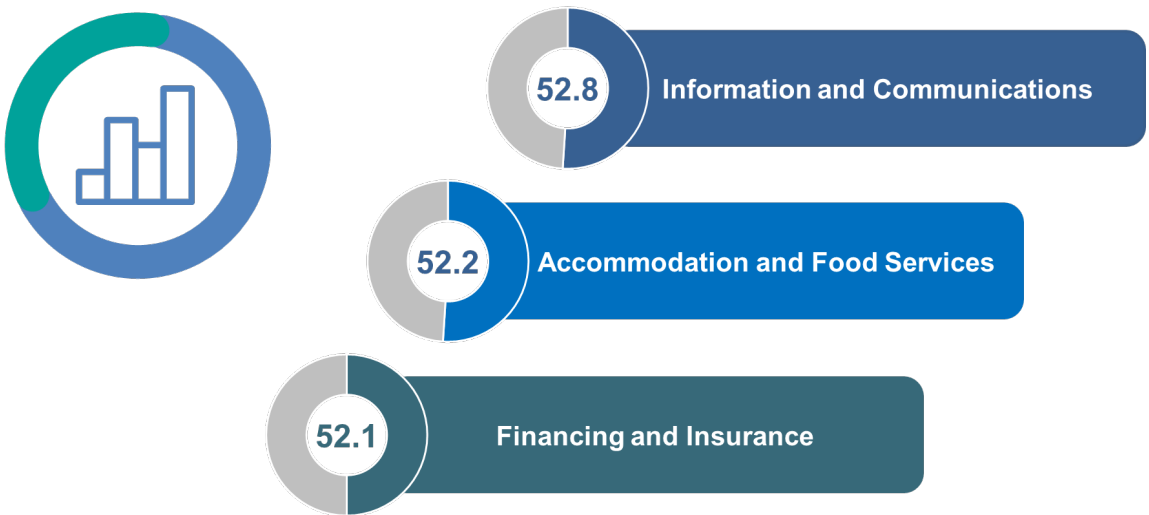 52.8 Information and Communications
52.2 Accommodation and Food Services
52.1 Financing and Insurance